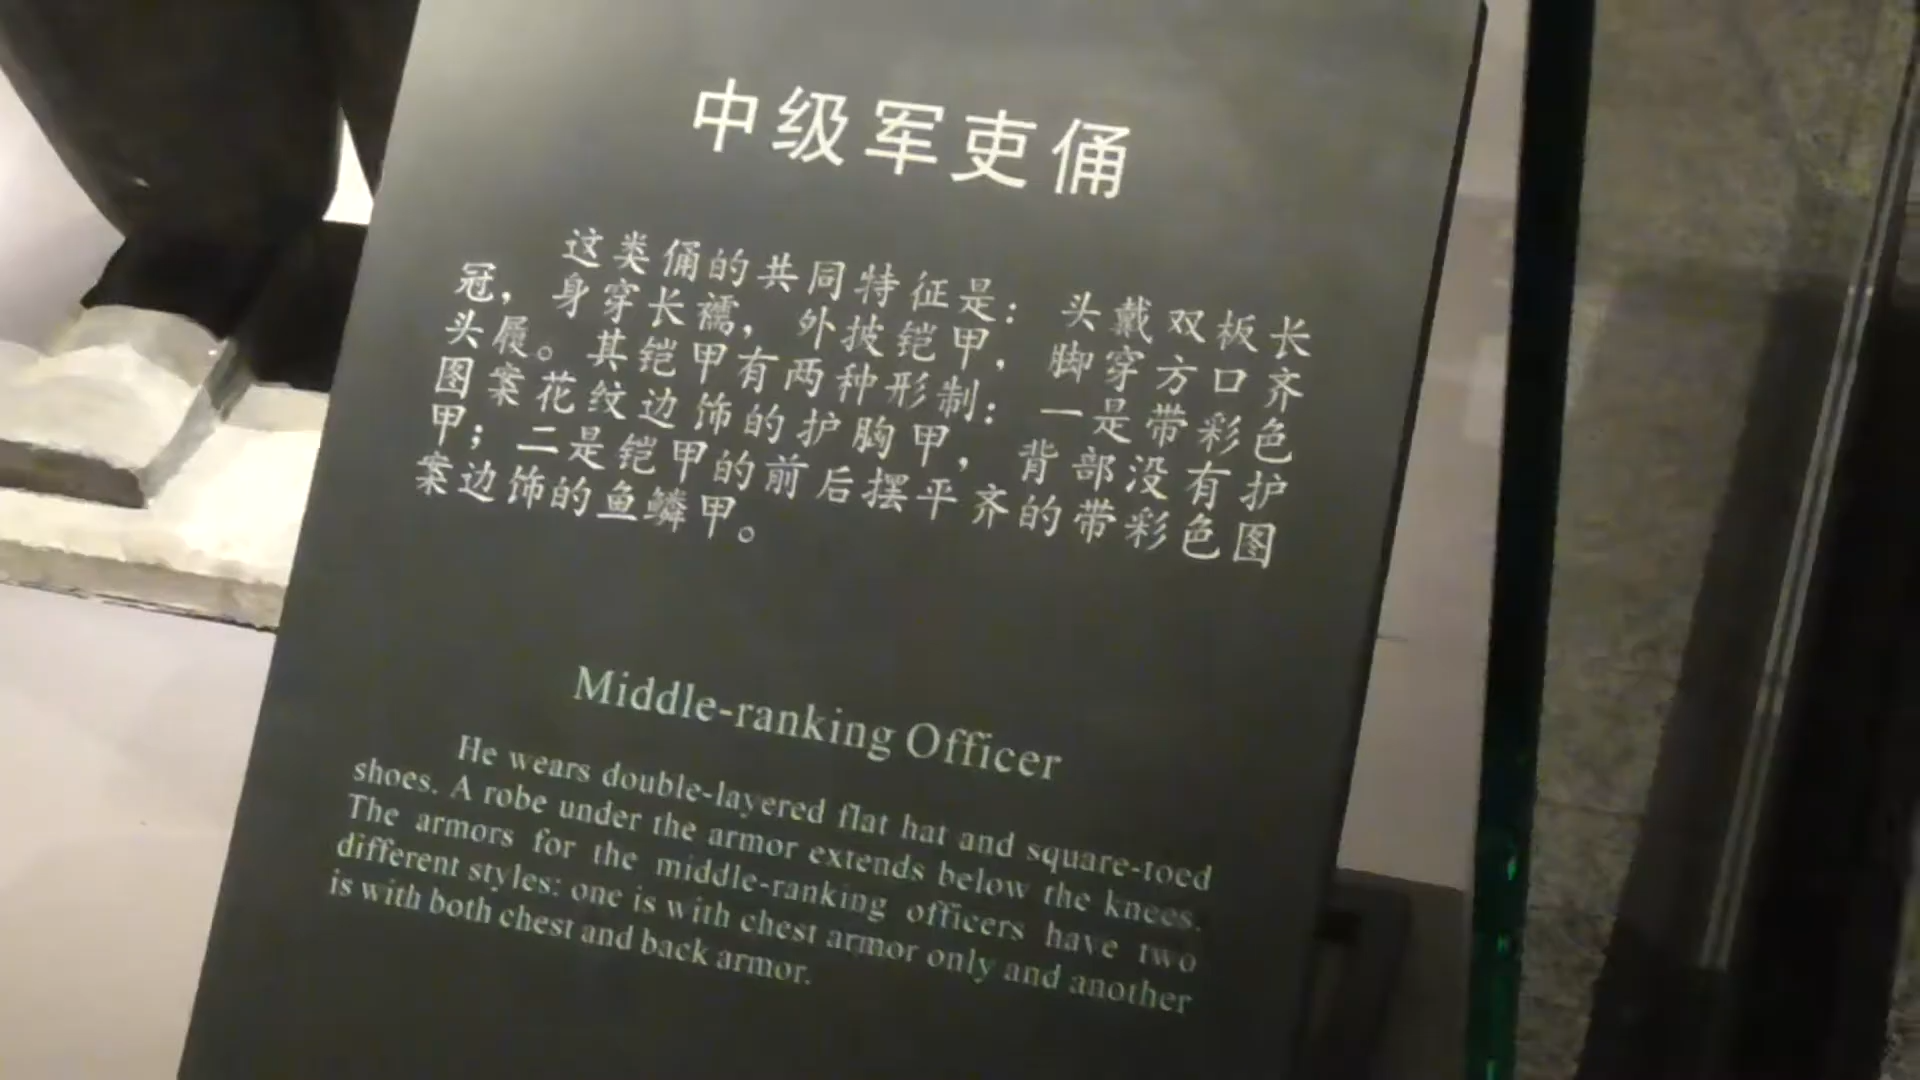 中级军吏俑
这类俑的共同特征是：头戴双板长
冠，身穿长襦，外披铠甲，脚穿方口齐
头履。其铠甲有两种形制：一是带彩色
图案花纹边饰的护胸甲，背部没有护
甲；二是铠甲的前后摆平齐的带彩色图
案边饰的鱼鳞甲。
Middle-ranking Officer
He wears double-layered flat hat and square-toed
shoes. A robe under the armor extends below the knees.
The armors for the middle-ranking officers have two
different styles: one is with chest armor only and another
is with both chest and back armor.